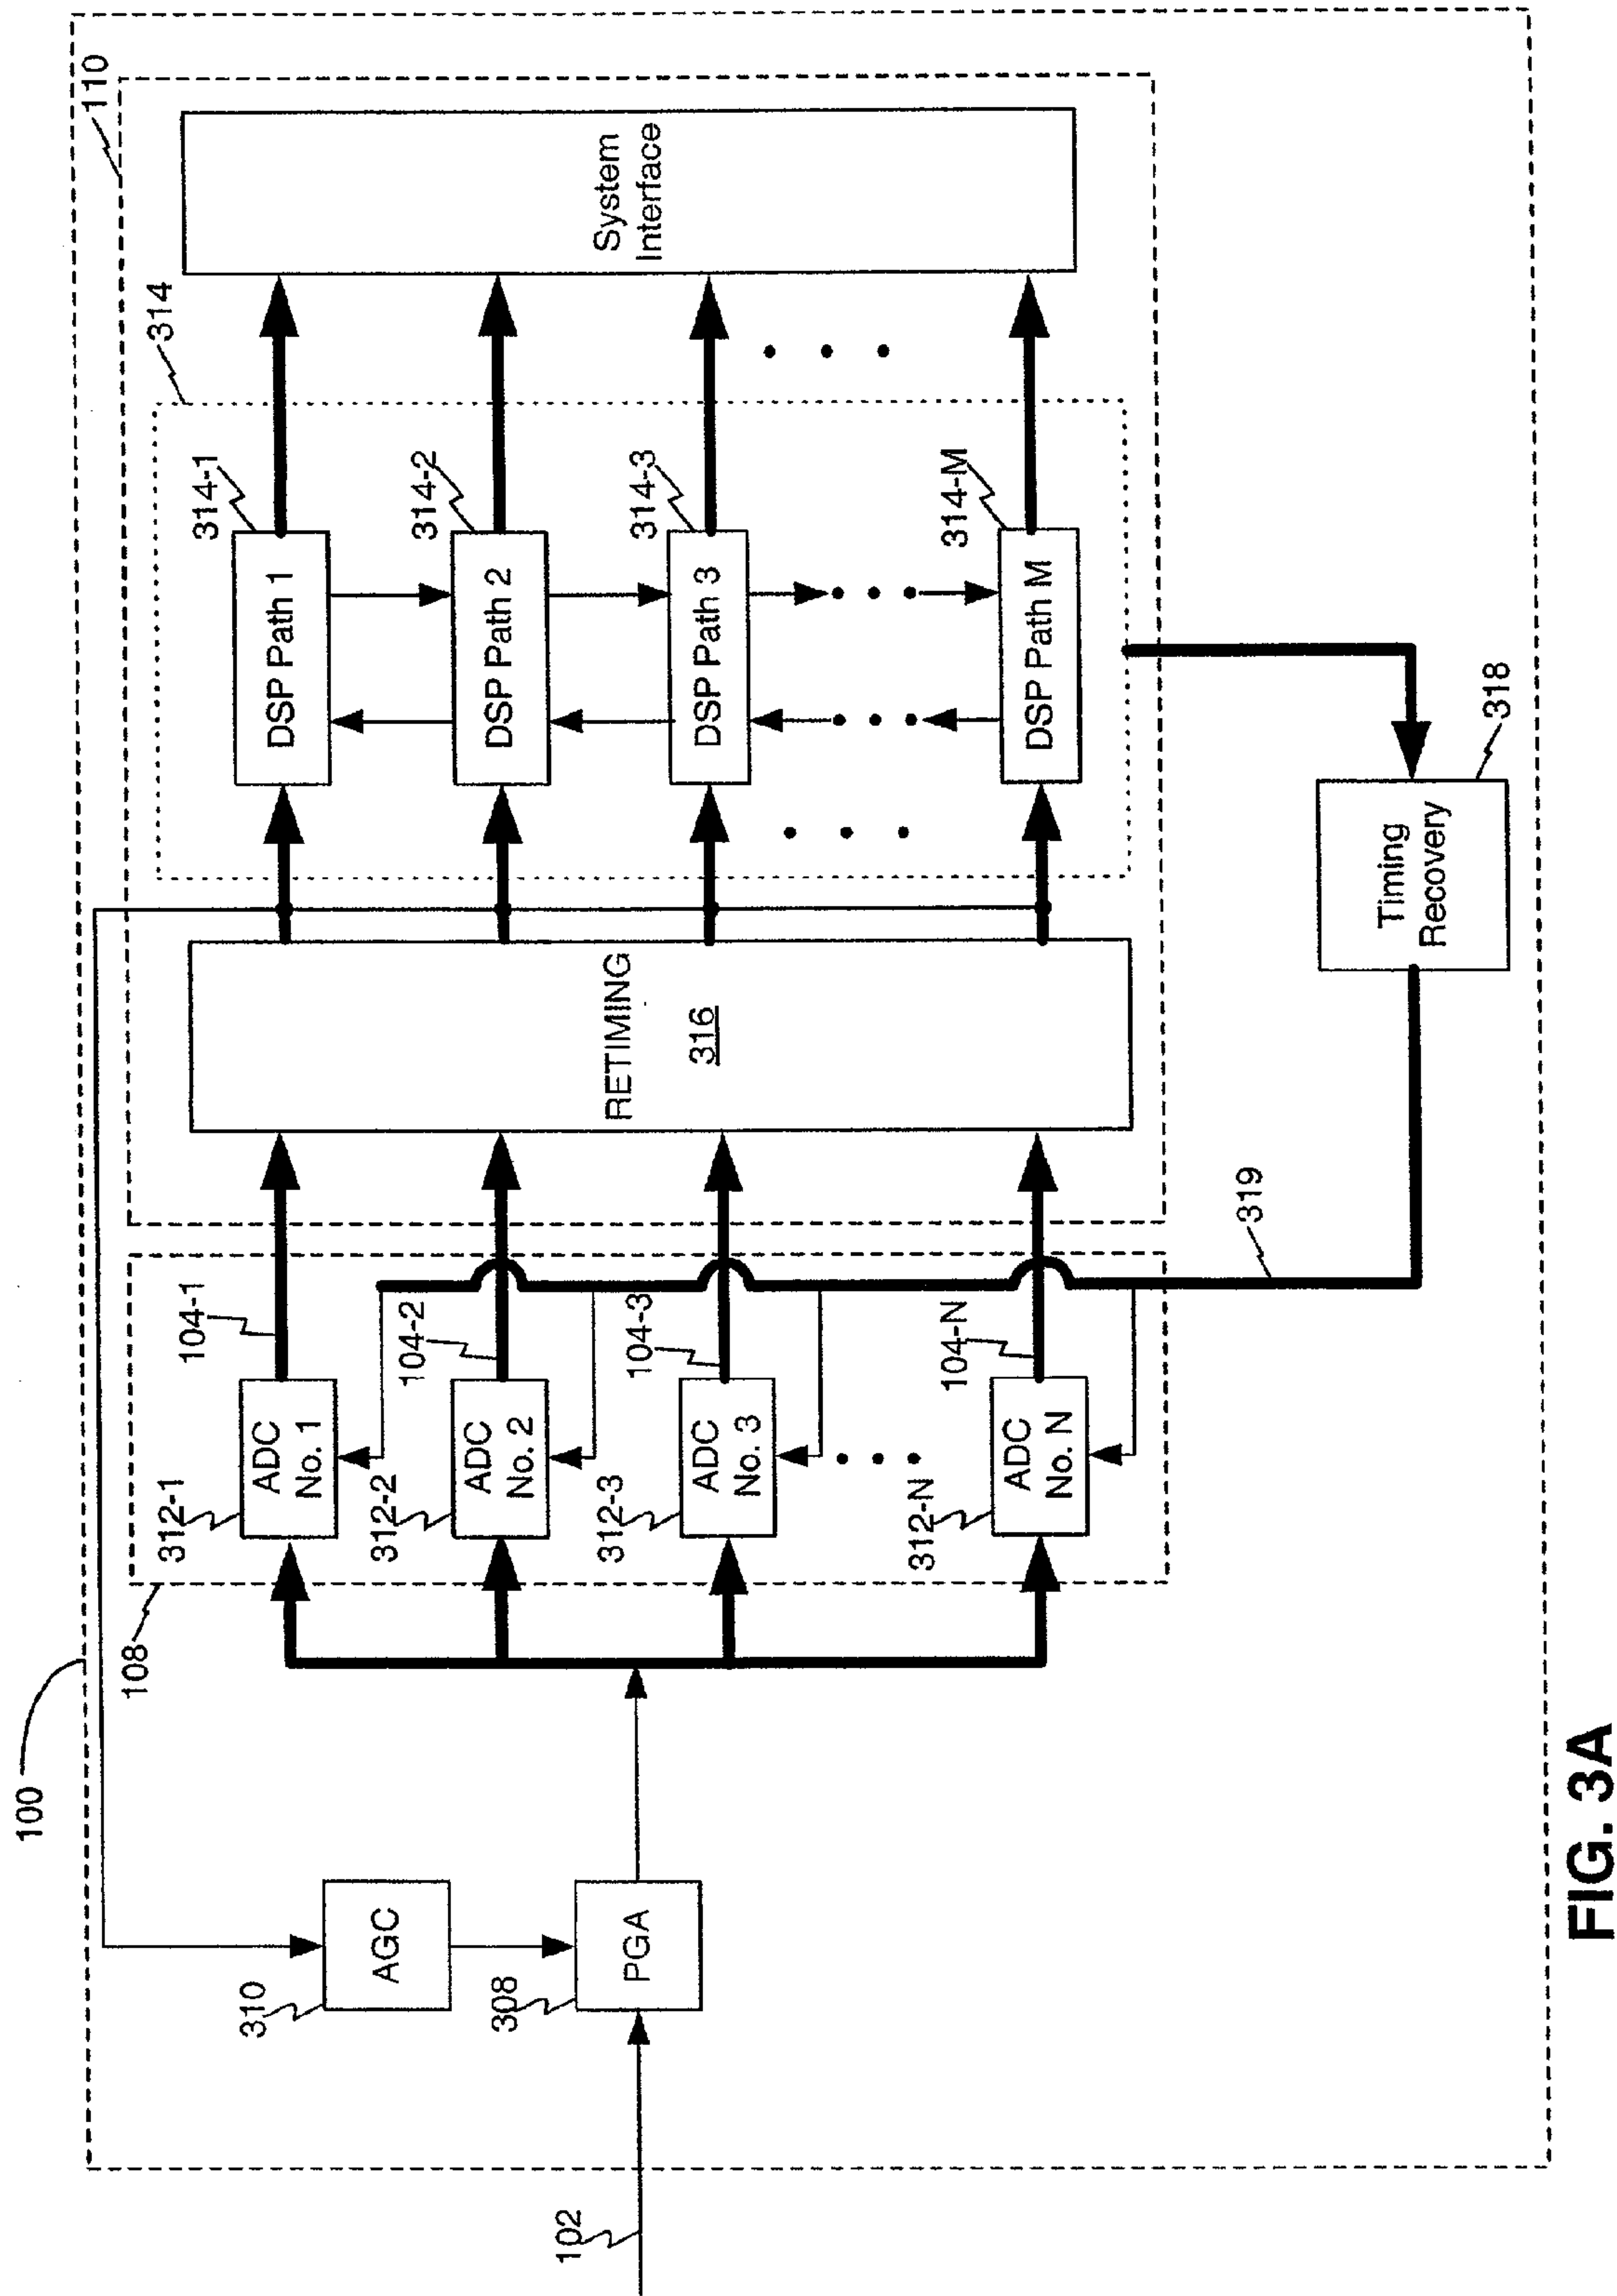 100
110
314
314-1
314-2
314-3
314-M
DSP Path 1
DSP Path 2
DSP Path 3
DSP Path M
System
Interface
RETIMING
316
104-1
104-2
104-3
104-N
ADC
No. 1
ADC
No. 2
ADC
No. 3
ADC
No. N
312-1
312-2
312-3
312-N
108
319
318
Timing
Recovery
AGC
310
PGA
308
102
FIG. 3A